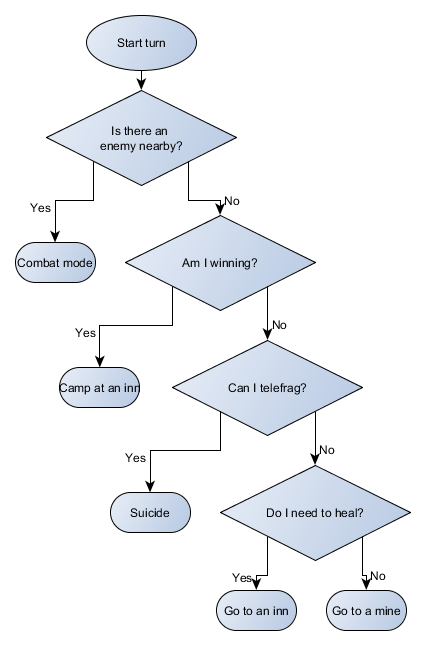 Start turn
Is there an
enemy nearby?
Yes
No
Combat mode
Am I winning?
Yes
No
Camp at an inn
Can I telefrag?
Yes
No
Suicide
Do I need to heal?
Yes
No
Go to an inn
Go to a mine